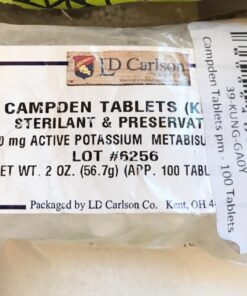 LD Carlson
CAMPDEN TABLETS
STERILANT & PRESERVAT
0 mg ACTIVE POTASSIUM METABISU
LOT #6256
ET WT. 2 OZ. (56.7g) (APP. 100 TABL
Packaged by LD Carlson Co. Kent, OH 4
39-KUNG-GA0Y
Campden Tablets pm - 100 Tablets